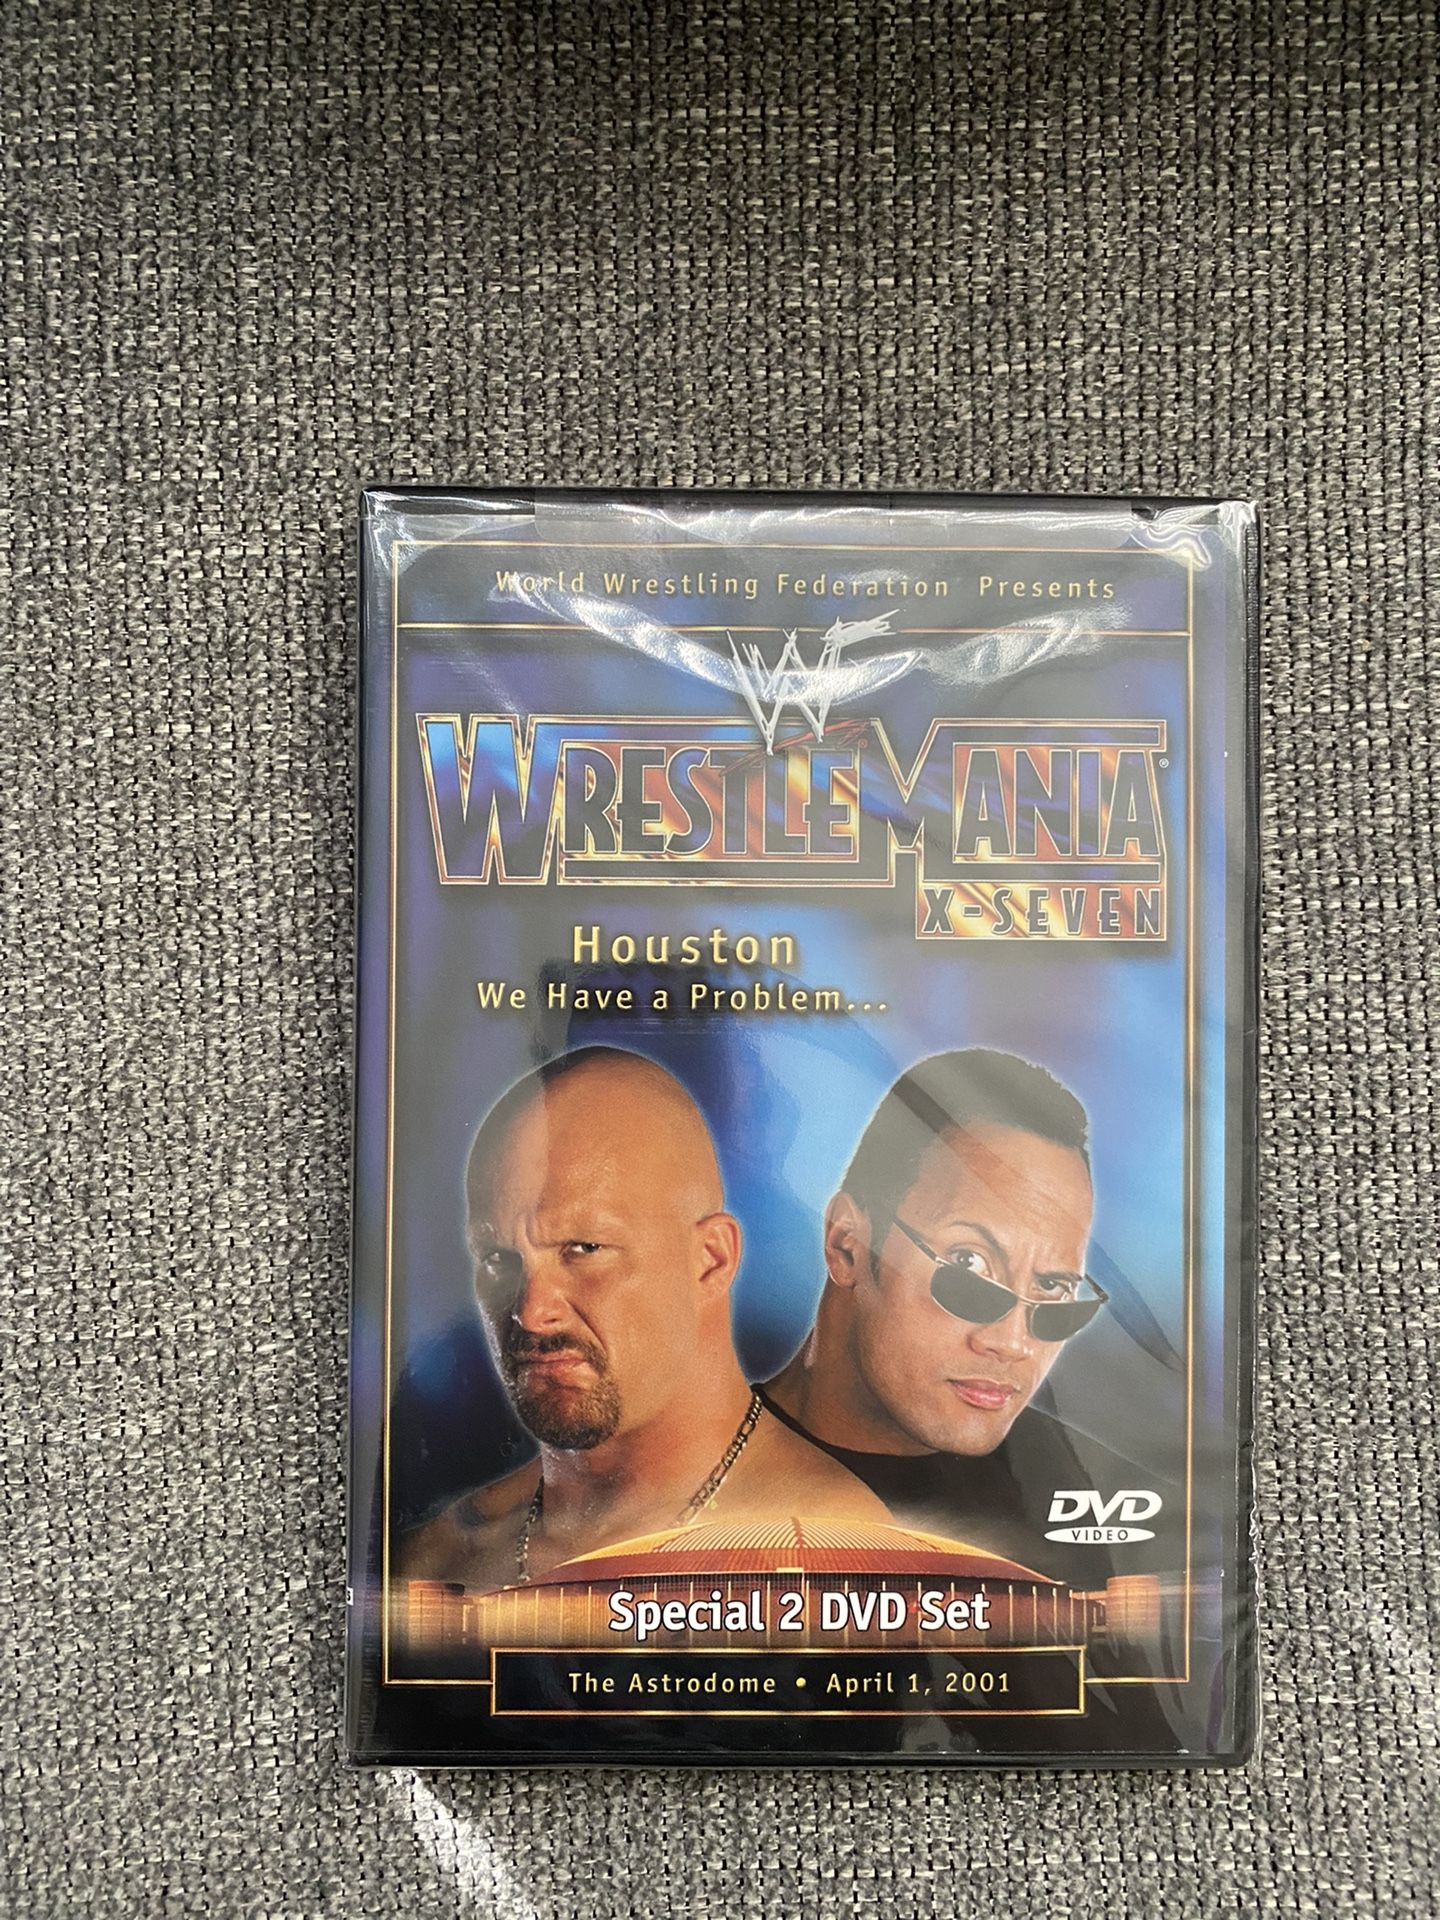 World Wrestling Federation Presents
WF
WRESTLEMANIA®
X-SEVEN
Houston
We Have a Problem...
DVD
VIDEO
Special 2 DVD Set
The Astrodome • April 1, 2001